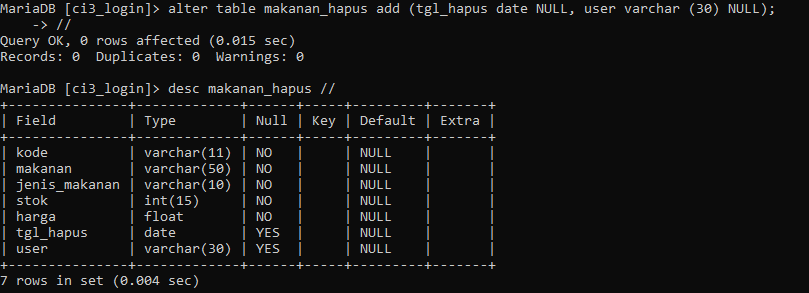 MariaDB [ci3_login]> alter table makanan_hapus add (tgl_hapus date NULL, user varchar (30) NULL);
    -> //
Query OK, 0 rows affected (0.015 sec)
Records: 0  Duplicates: 0  Warnings: 0

MariaDB [ci3_login]> desc makanan_hapus //
+---------------+-------------+------+-----+---------+-------+
| Field         | Type        | Null | Key | Default | Extra |
+---------------+-------------+------+-----+---------+-------+
| kode          | varchar(11) | NO   |     | NULL    |       |
| makanan       | varchar(50) | NO   |     | NULL    |       |
| jenis_makanan | varchar(10) | NO   |     | NULL    |       |
| stok          | int(15)     | NO   |     | NULL    |       |
| harga         | float       | NO   |     | NULL    |       |
| tgl_hapus     | date        | YES  |     | NULL    |       |
| user          | varchar(30) | YES  |     | NULL    |       |
+---------------+-------------+------+-----+---------+-------+
7 rows in set (0.004 sec)